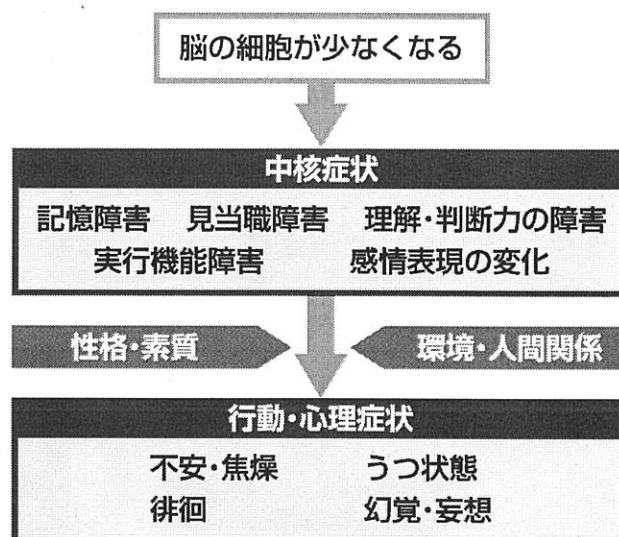 脳の細胞が少なくなる
中核症状
記憶障害 見当職障害 理解・判断力の障害
実行機能障害 感情表現の変化
性格・素質 環境・人間関係
行動・心理症状
不安・焦燥 うつ状態
徘徊 幻覚・妄想